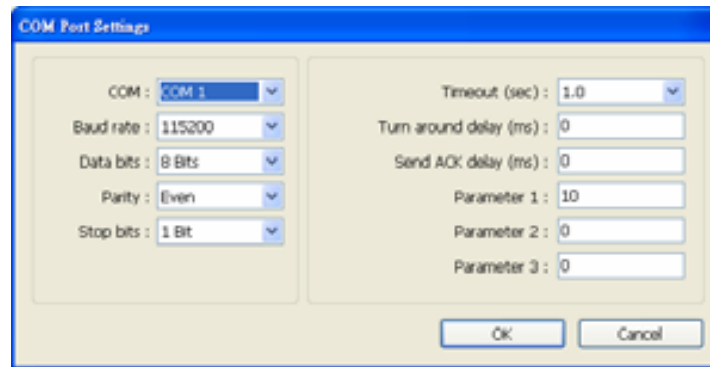 COM Port Settings
COM : COM 1
Baud rate : 115200
Data bits : 8 Bits
Parity : Even
Stop bits : 1 Bit
Timeout (sec) : 1.0
Turn around delay (ms) : 0
Send ACK delay (ms) : 0
Parameter 1 : 10
Parameter 2 : 0
Parameter 3 : 0
OK
Cancel